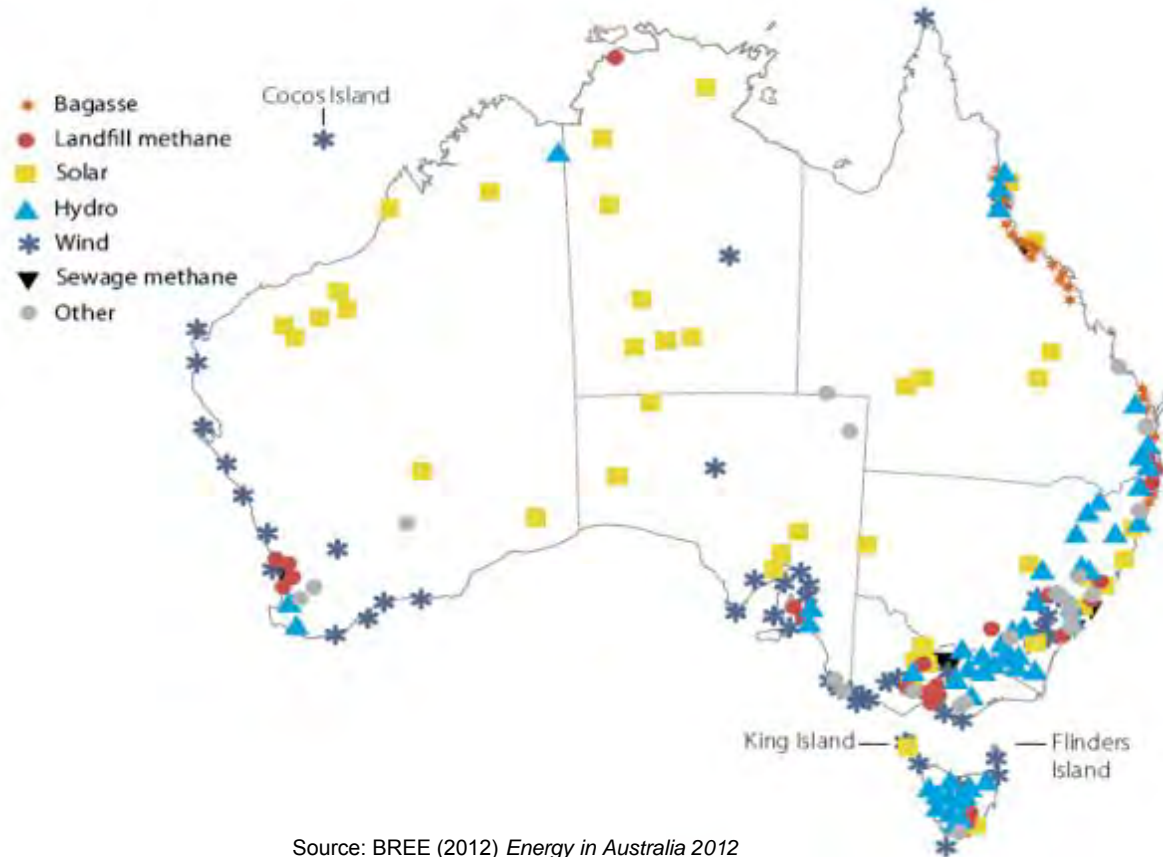 Cocos Island
Bagasse
Landfill methane
Solar
Hydro
Wind
Sewage methane
Other
King Island
Flinders
Island
Source: BREE (2012) Energy in Australia 2012